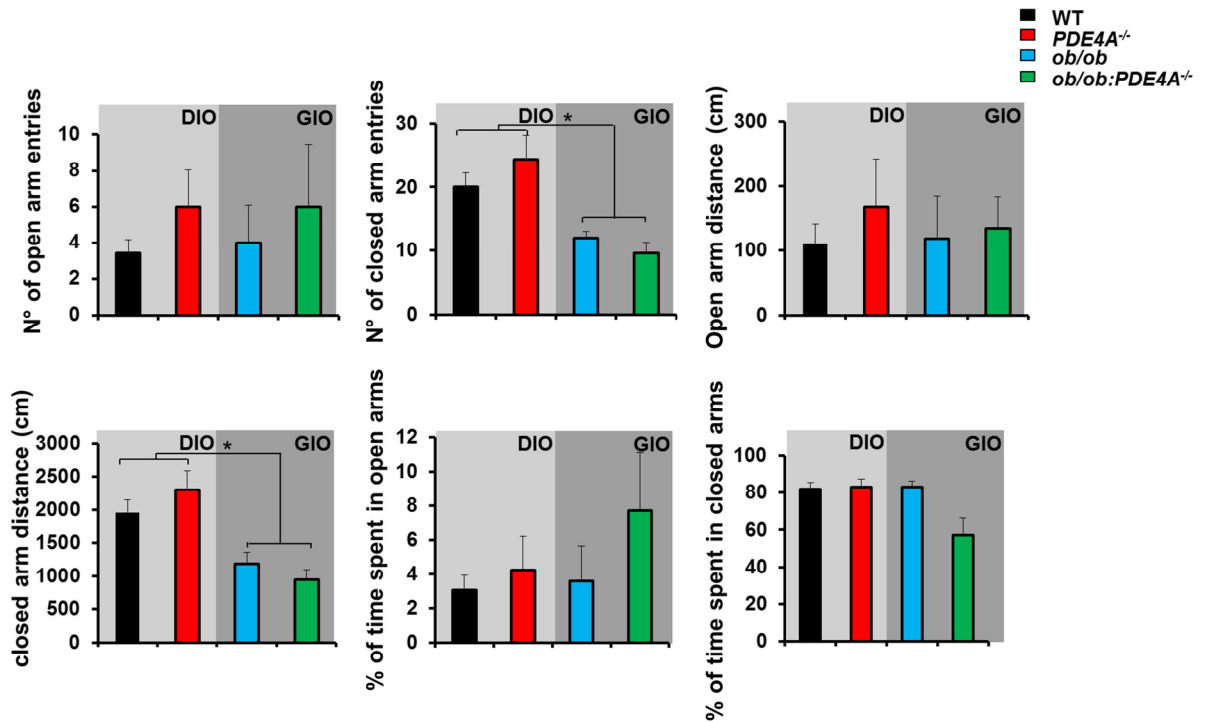 WT
PDE4A-/-
ob/ob
ob/ob:PDE4A-/-
N° of open arm entries
10
8
6
4
2
0
DIO
GIO
N° of closed arm entries
30
20
10
0
DIO
*
GIO
Open arm distance (cm)
300
200
100
0
DIO
GIO
closed arm distance (cm)
3000
2500
2000
1500
1000
500
0
DIO
*
GIO
% of time spent in open arms
12
10
8
6
4
2
0
DIO
GIO
% of time spent in closed arms
100
80
60
40
20
0
DIO
GIO